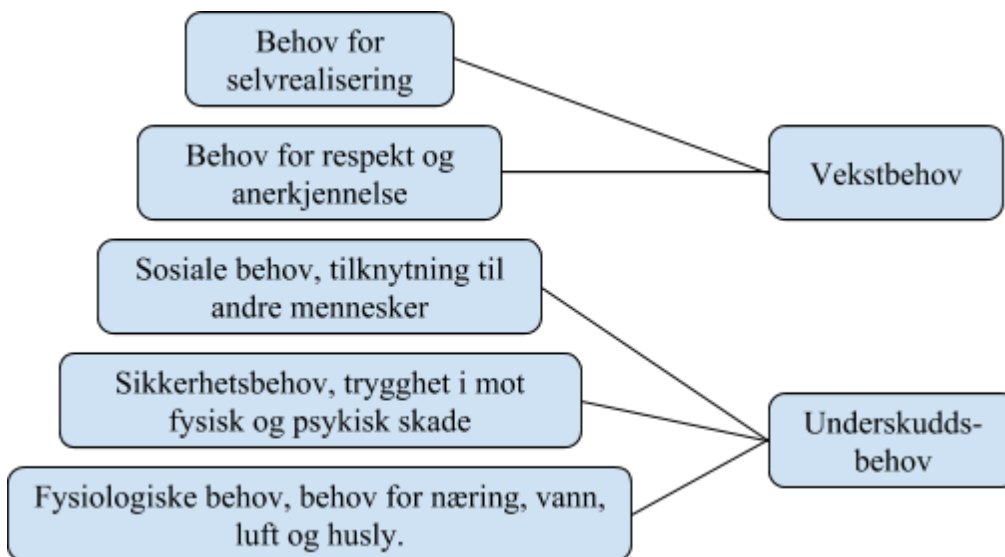 Behov for
selvrealisering
Behov for respekt og
anerkjennelse
Vekstbehov
Sosiale behov, tilknytning til
andre mennesker
Sikkerhetsbehov, trygghet i mot
fysisk og psykisk skade
Underskudds-
behov
Fysiologiske behov, behov for næring, vann,
luft og husly.